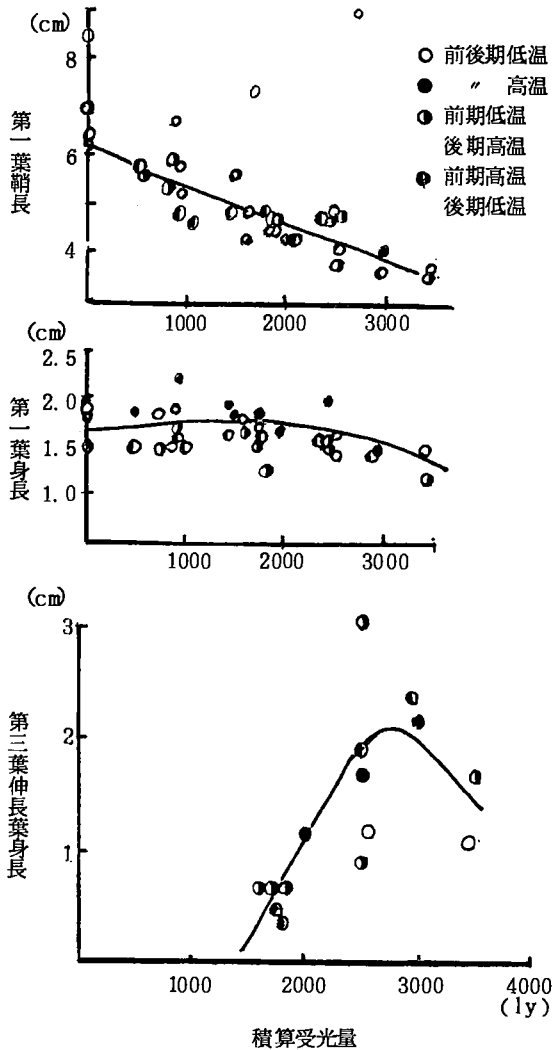 (cm)
8
6
4
第一葉鞘長
1000
2000
3000
○ 前後期低温
● 〃 高温
◑ 前期低温
後期高温
◐ 前期高温
後期低温
(cm)
2.5
2.0
1.5
1.0
第一葉身長
0
1000
2000
3000
(cm)
3
2
1
第三葉伸長葉身長
1000
2000
3000
4000
(ly)
積算受光量